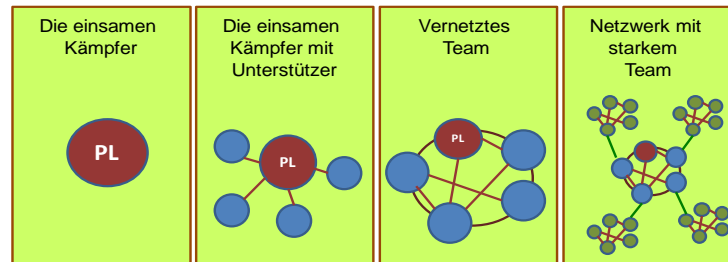 Die einsamen
Kämpfer
PL
Die einsamen
Kämpfer mit
Unterstützer
PL
Vernetztes
Team
PL
Netzwerk mit
starkem
Team